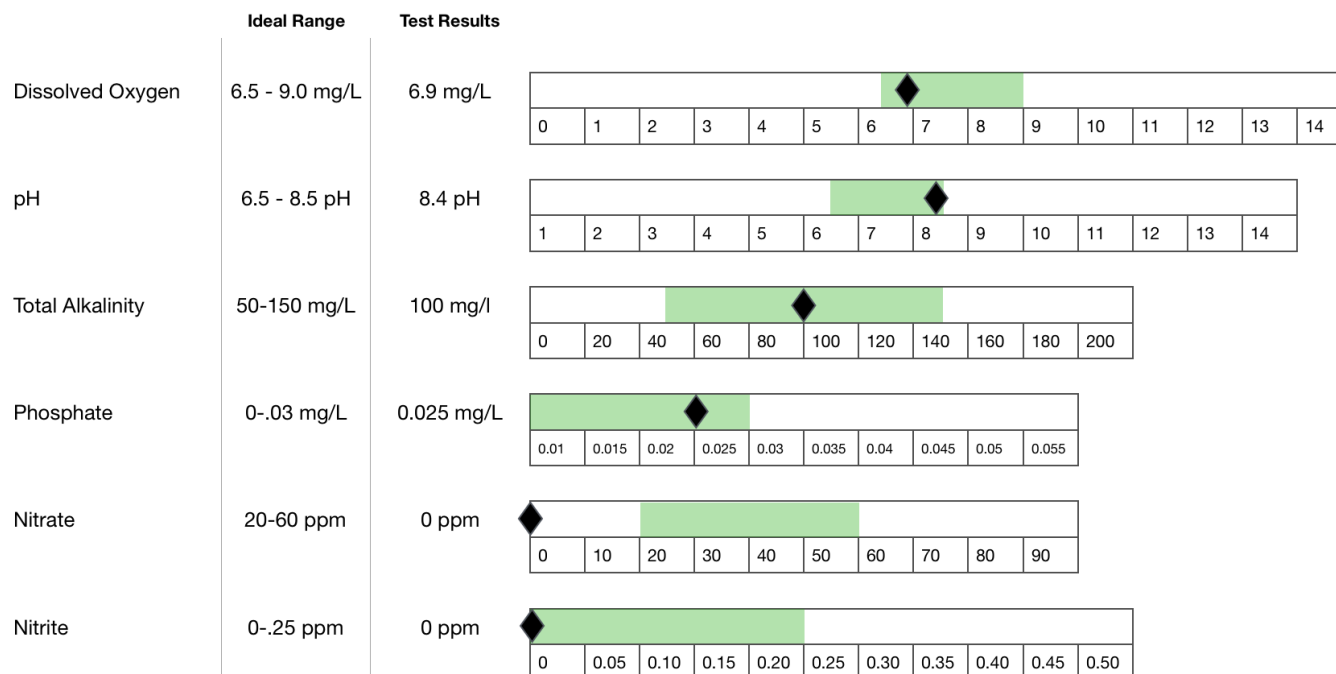 Ideal Range Test Results
Dissolved Oxygen 6.5 - 9.0 mg/L 6.9 mg/L
0 1 2 3 4 5 6 7 8 9 10 11 12 13 14
pH 6.5 - 8.5 pH 8.4 pH
1 2 3 4 5 6 7 8 9 10 11 12 13 14
Total Alkalinity 50-150 mg/L 100 mg/l
0 20 40 60 80 100 120 140 160 180 200
Phosphate 0-.03 mg/L 0.025 mg/L
0.01 0.015 0.02 0.025 0.03 0.035 0.04 0.045 0.05 0.055
Nitrate 20-60 ppm 0 ppm
0 10 20 30 40 50 60 70 80 90
Nitrite 0-.25 ppm 0 ppm
0 0.05 0.10 0.15 0.20 0.25 0.30 0.35 0.40 0.45 0.50